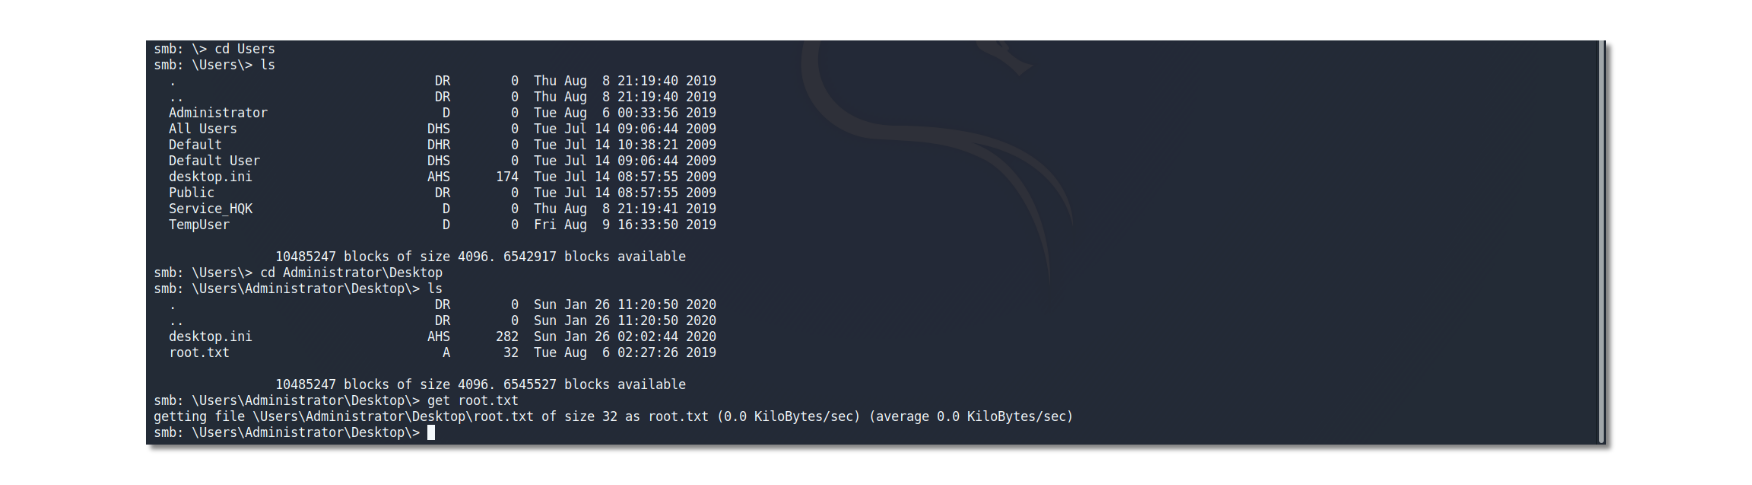 smb: \> cd Users
smb: \Users\> ls
  .                                  DR        0  Thu Aug  8 21:19:40 2019
  ..                                 DR        0  Thu Aug  8 21:19:40 2019
  Administrator                       D        0  Tue Aug  6 00:33:56 2019
  All Users                         DHS        0  Tue Jul 14 09:06:44 2009
  Default                           DHR        0  Tue Jul 14 10:38:21 2009
  Default User                      DHS        0  Tue Jul 14 09:06:44 2009
  desktop.ini                       AHS      174  Tue Jul 14 08:57:55 2009
  Public                             DR        0  Tue Jul 14 08:57:55 2009
  Service_HQK                         D        0  Thu Aug  8 21:19:41 2019
  TempUser                            D        0  Fri Aug  9 16:33:50 2019
                10485247 blocks of size 4096. 6542917 blocks available
smb: \Users\> cd Administrator\Desktop
smb: \Users\Administrator\Desktop\> ls
  .                                  DR        0  Sun Jan 26 11:20:50 2020
  ..                                 DR        0  Sun Jan 26 11:20:50 2020
  desktop.ini                       AHS      282  Sun Jan 26 02:02:44 2020
  root.txt                            A       32  Tue Aug  6 02:27:26 2019
                10485247 blocks of size 4096. 6545527 blocks available
smb: \Users\Administrator\Desktop\> get root.txt
getting file \Users\Administrator\Desktop\root.txt of size 32 as root.txt (0.0 KiloBytes/sec) (average 0.0 KiloBytes/sec)
smb: \Users\Administrator\Desktop\>